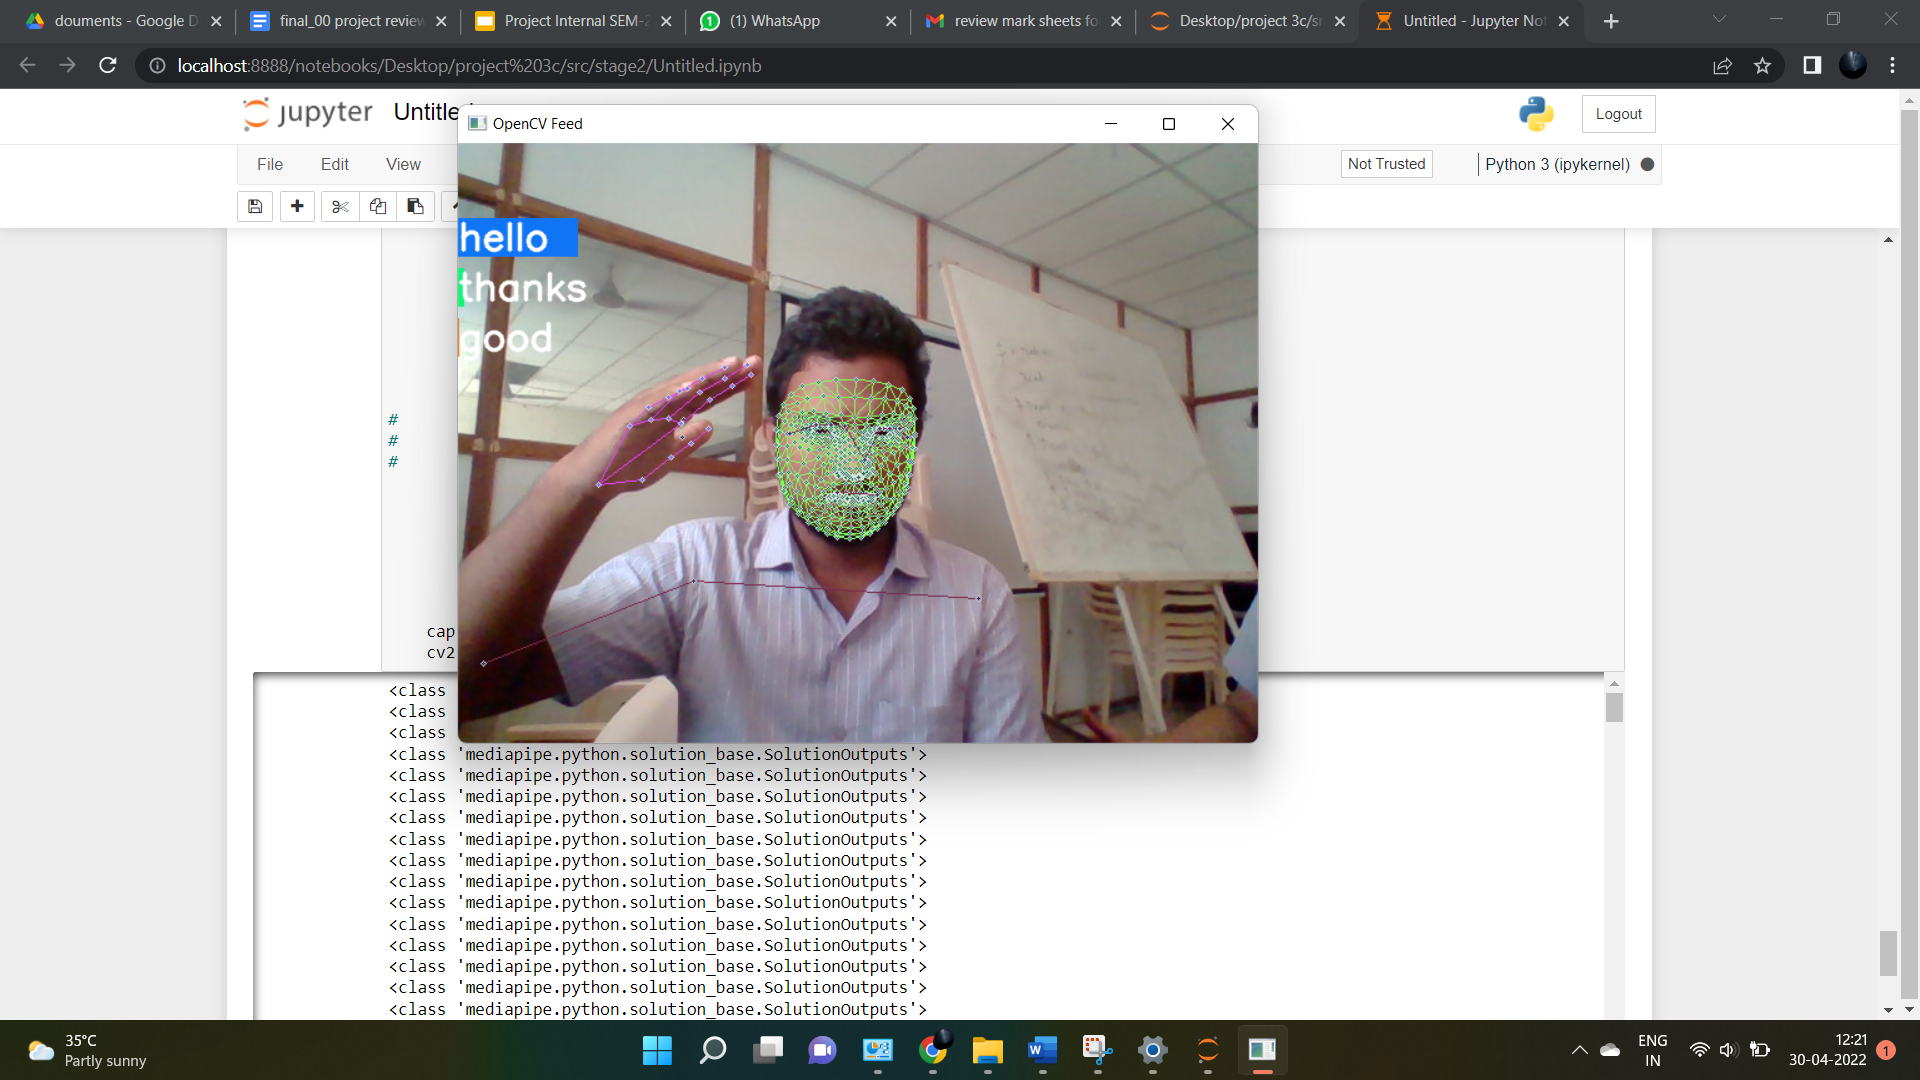 douments - Google D
final_00 project review
Project Internal SEM-2
(1) WhatsApp
review mark sheets fo
Desktop/project 3c/sr
Untitled - Jupyter Not
localhost:8888/notebooks/Desktop/project%203c/src/stage2/Untitled.ipynb
jupyter Untitle
Logout
OpenCV Feed
File Edit View
Not Trusted
Python 3 (ipykernel)
hello
thanks
good
#
#
#
cap
cv2
<class
<class
<class
<class 'mediapipe.python.solution_base.SolutionOutputs'>
<class 'mediapipe.python.solution_base.SolutionOutputs'>
<class 'mediapipe.python.solution_base.SolutionOutputs'>
<class 'mediapipe.python.solution_base.SolutionOutputs'>
<class 'mediapipe.python.solution_base.SolutionOutputs'>
<class 'mediapipe.python.solution_base.SolutionOutputs'>
<class 'mediapipe.python.solution_base.SolutionOutputs'>
<class 'mediapipe.python.solution_base.SolutionOutputs'>
<class 'mediapipe.python.solution_base.SolutionOutputs'>
<class 'mediapipe.python.solution_base.SolutionOutputs'>
<class 'mediapipe.python.solution_base.SolutionOutputs'>
<class 'mediapipe.python.solution_base.SolutionOutputs'>
<class 'mediapipe.python.solution_base.SolutionOutputs'>
35°C
Partly sunny
ENG
IN
12:21
30-04-2022
1